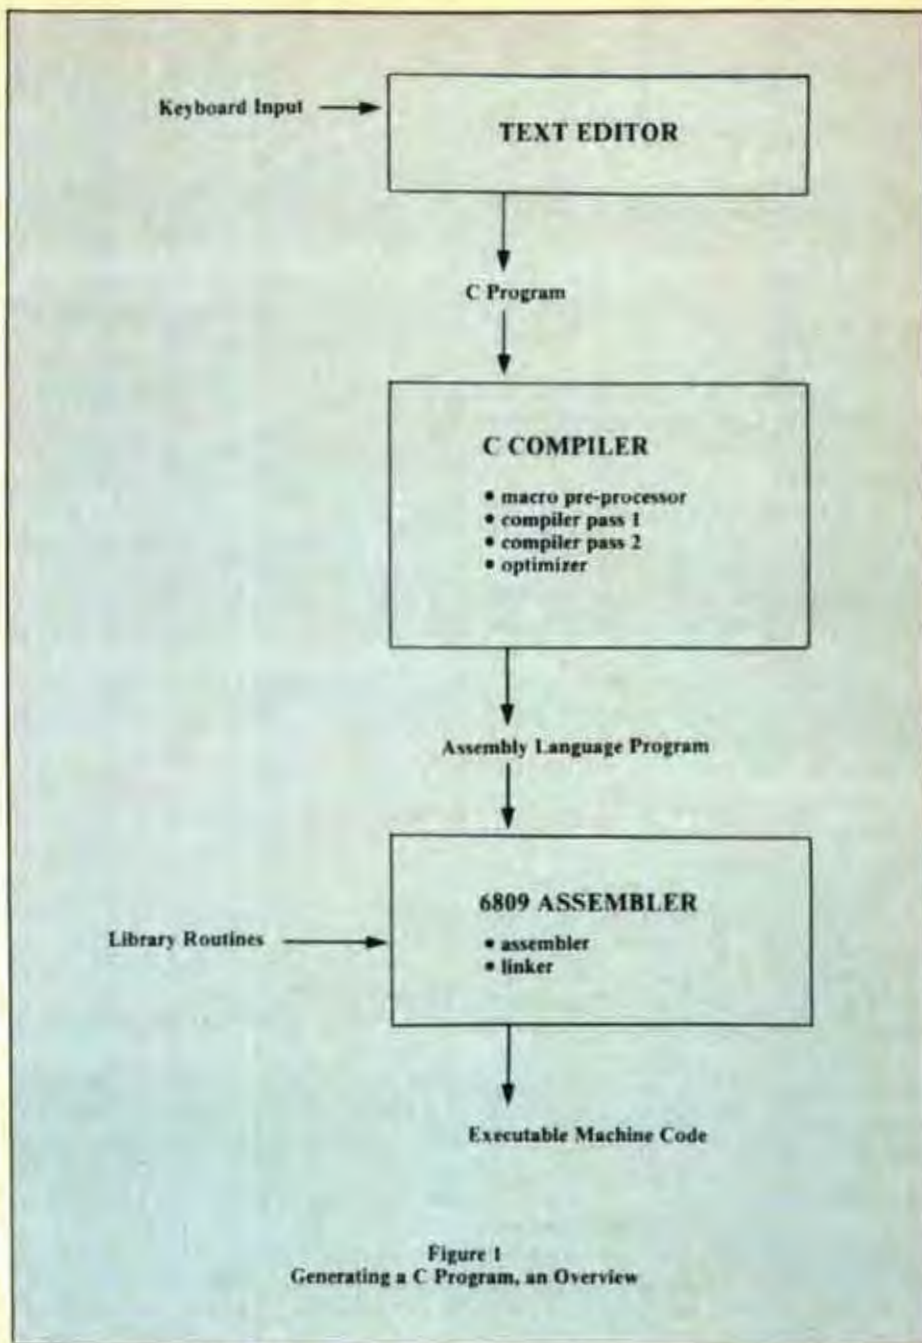 Keyboard Input
TEXT EDITOR
C Program
C COMPILER
• macro pre-processor
• compiler pass 1
• compiler pass 2
• optimizer
Assembly Language Program
6809 ASSEMBLER
Library Routines
• assembler
• linker
Executable Machine Code
Figure 1
Generating a C Program, an Overview